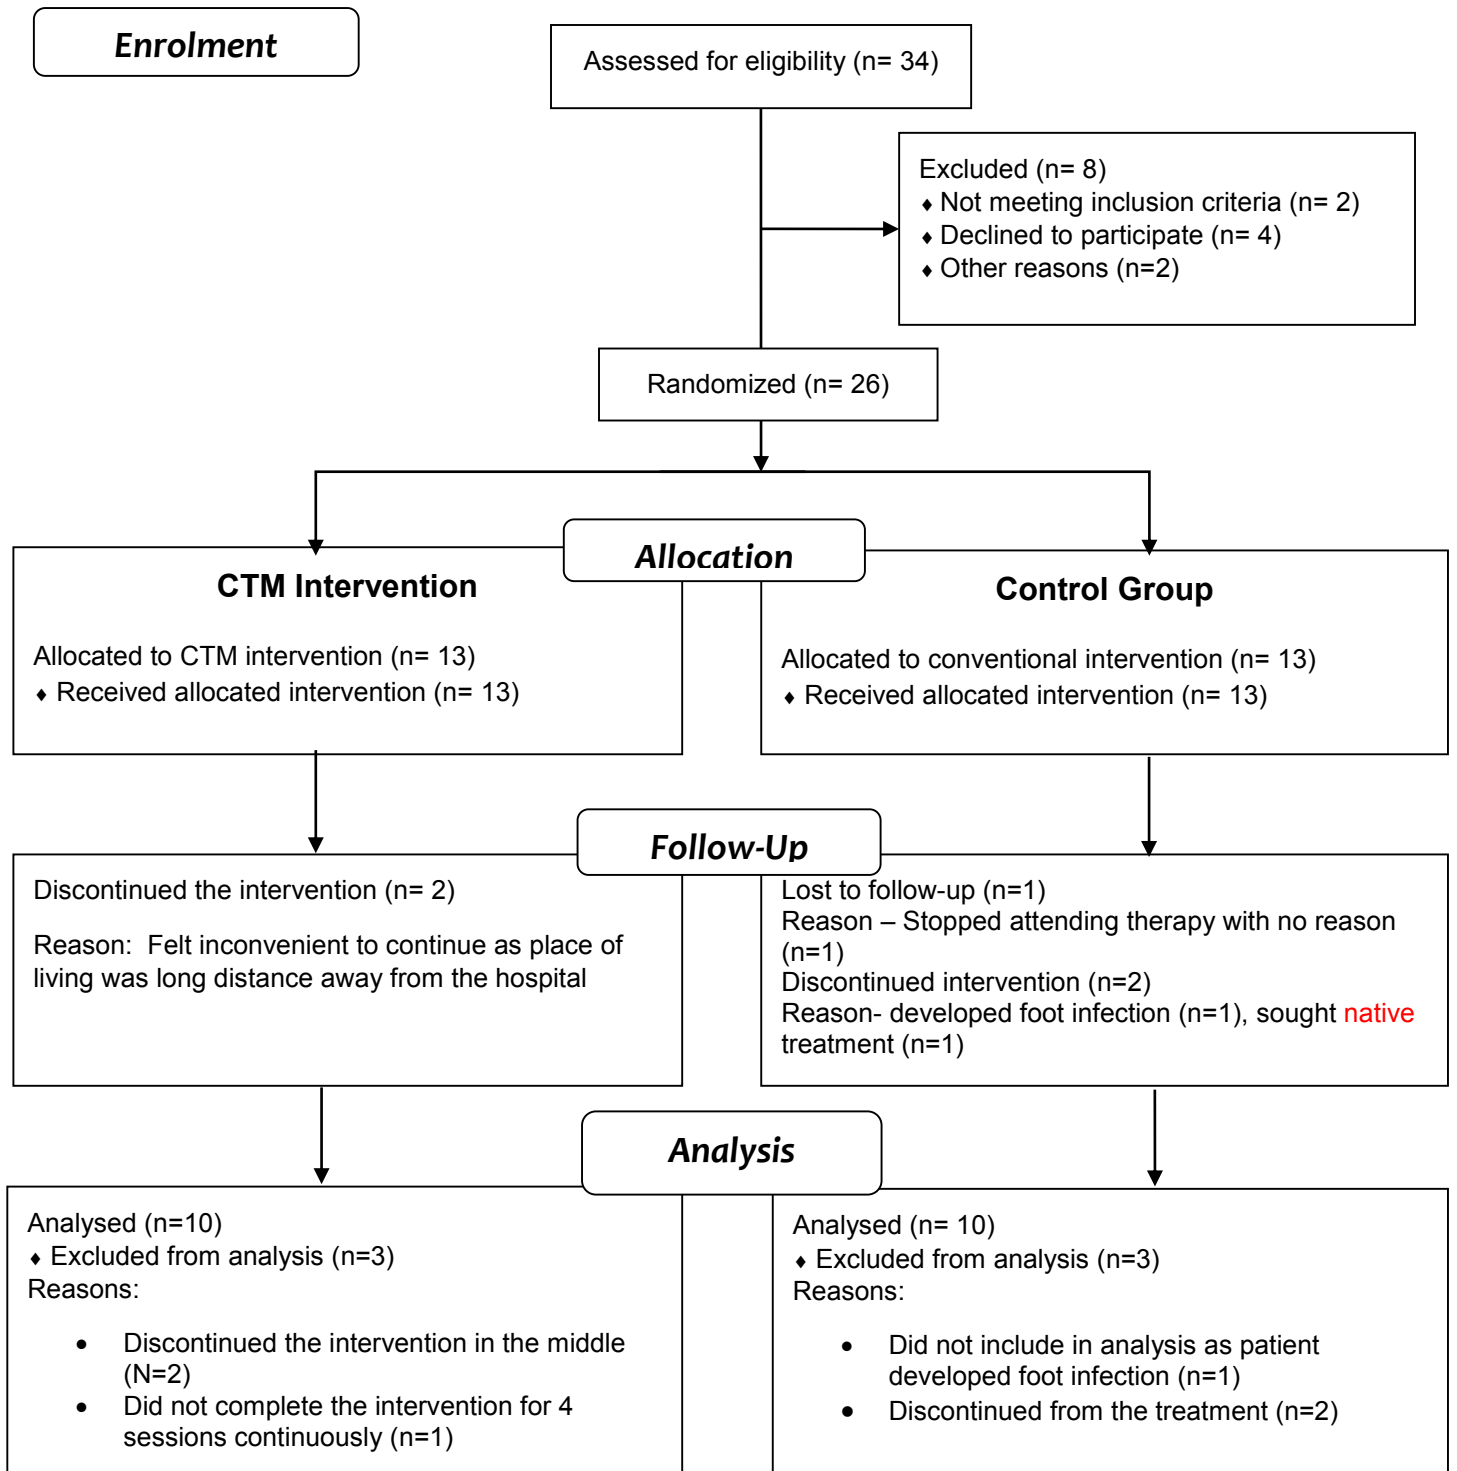 Enrolment
Assessed for eligibility (n= 34)
Excluded (n= 8)
♦ Not meeting inclusion criteria (n= 2)
♦ Declined to participate (n= 4)
♦ Other reasons (n=2)
Randomized (n= 26)
Allocation
CTM Intervention
Allocated to CTM intervention (n= 13)
♦ Received allocated intervention (n= 13)
Control Group
Allocated to conventional intervention (n= 13)
♦ Received allocated intervention (n= 13)
Follow-Up
Discontinued the intervention (n= 2)
Reason:  Felt inconvenient to continue as place of
living was long distance away from the hospital
Lost to follow-up (n=1)
Reason – Stopped attending therapy with no reason
(n=1)
Discontinued intervention (n=2)
Reason- developed foot infection (n=1), sought native
treatment (n=1)
Analysis
Analysed (n=10)
♦ Excluded from analysis (n=3)
Reasons:
• Discontinued the intervention in the middle
(N=2)
• Did not complete the intervention for 4
sessions continuously (n=1)
Analysed (n= 10)
♦ Excluded from analysis (n=3)
Reasons:
• Did not include in analysis as patient
developed foot infection (n=1)
• Discontinued from the treatment (n=2)